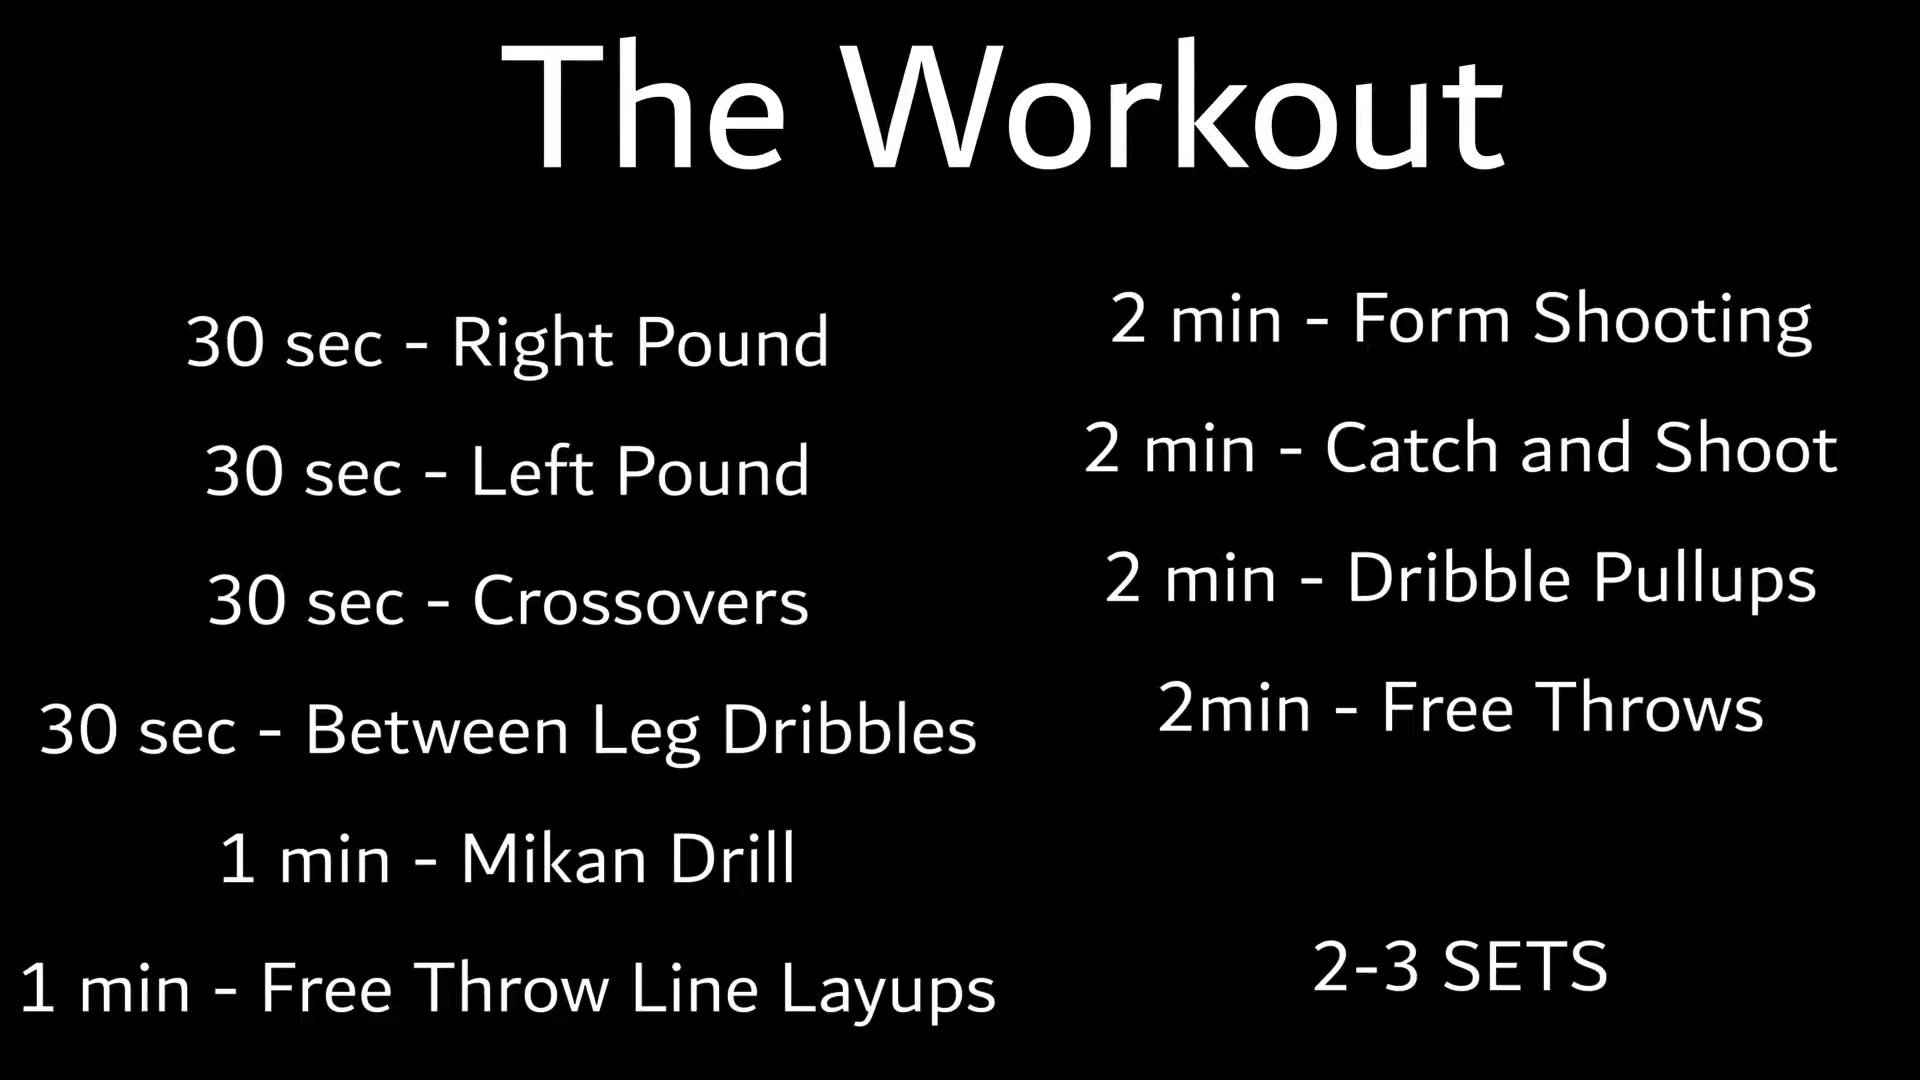 The Workout
30 sec - Right Pound
30 sec - Left Pound
30 sec - Crossovers
30 sec - Between Leg Dribbles
1 min - Mikan Drill
1 min - Free Throw Line Layups
2 min - Form Shooting
2 min - Catch and Shoot
2 min - Dribble Pullups
2min - Free Throws
2-3 SETS